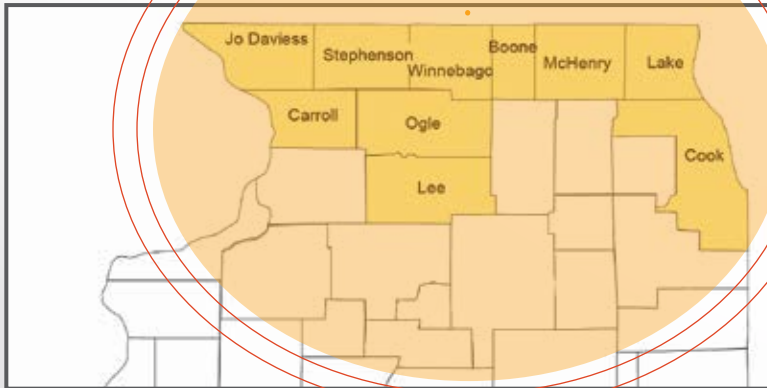 Jo Daviess
Stephenson
Winnebago
Boone
McHenry
Lake
Carroll
Ogle
Cook
Lee